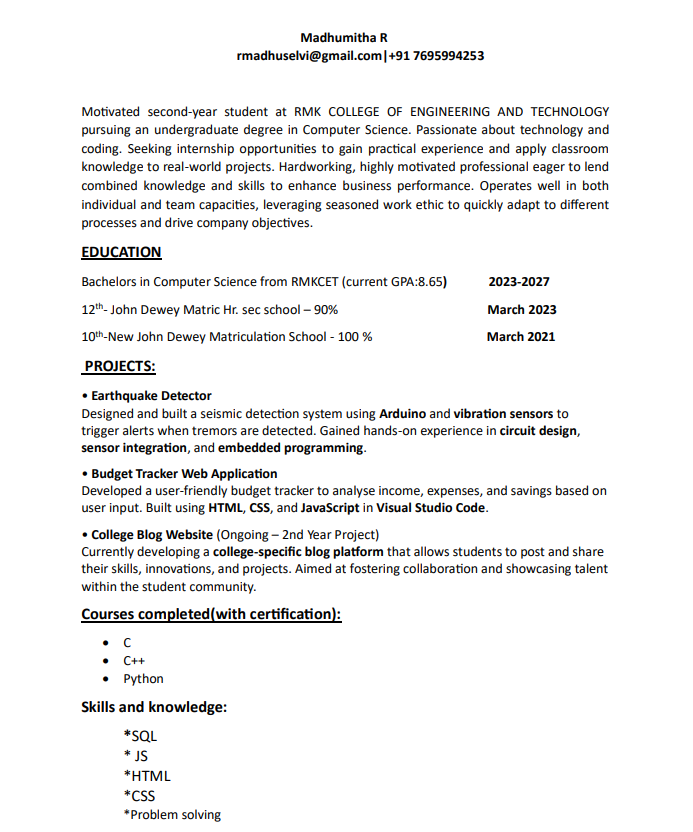 Madhumitha R
rmadhuselvi@gmail.com|+91 7695994253
Motivated second-year student at RMK COLLEGE OF ENGINEERING AND TECHNOLOGY
pursuing an undergraduate degree in Computer Science. Passionate about technology and
coding. Seeking internship opportunities to gain practical experience and apply classroom
knowledge to real-world projects. Hardworking, highly motivated professional eager to lend
combined knowledge and skills to enhance business performance. Operates well in both
individual and team capacities, leveraging seasoned work ethic to quickly adapt to different
processes and drive company objectives.
EDUCATION
Bachelors in Computer Science from RMKCET (current GPA:8.65) 2023-2027
12th- John Dewey Matric Hr. sec school – 90% March 2023
10th-New John Dewey Matriculation School - 100 % March 2021
PROJECTS:
• Earthquake Detector
Designed and built a seismic detection system using Arduino and vibration sensors to
trigger alerts when tremors are detected. Gained hands-on experience in circuit design,
sensor integration, and embedded programming.
• Budget Tracker Web Application
Developed a user-friendly budget tracker to analyse income, expenses, and savings based on
user input. Built using HTML, CSS, and JavaScript in Visual Studio Code.
• College Blog Website (Ongoing – 2nd Year Project)
Currently developing a college-specific blog platform that allows students to post and share
their skills, innovations, and projects. Aimed at fostering collaboration and showcasing talent
within the student community.
Courses completed(with certification):
• C
• C++
• Python
Skills and knowledge:
*SQL
* JS
*HTML
*CSS
*Problem solving